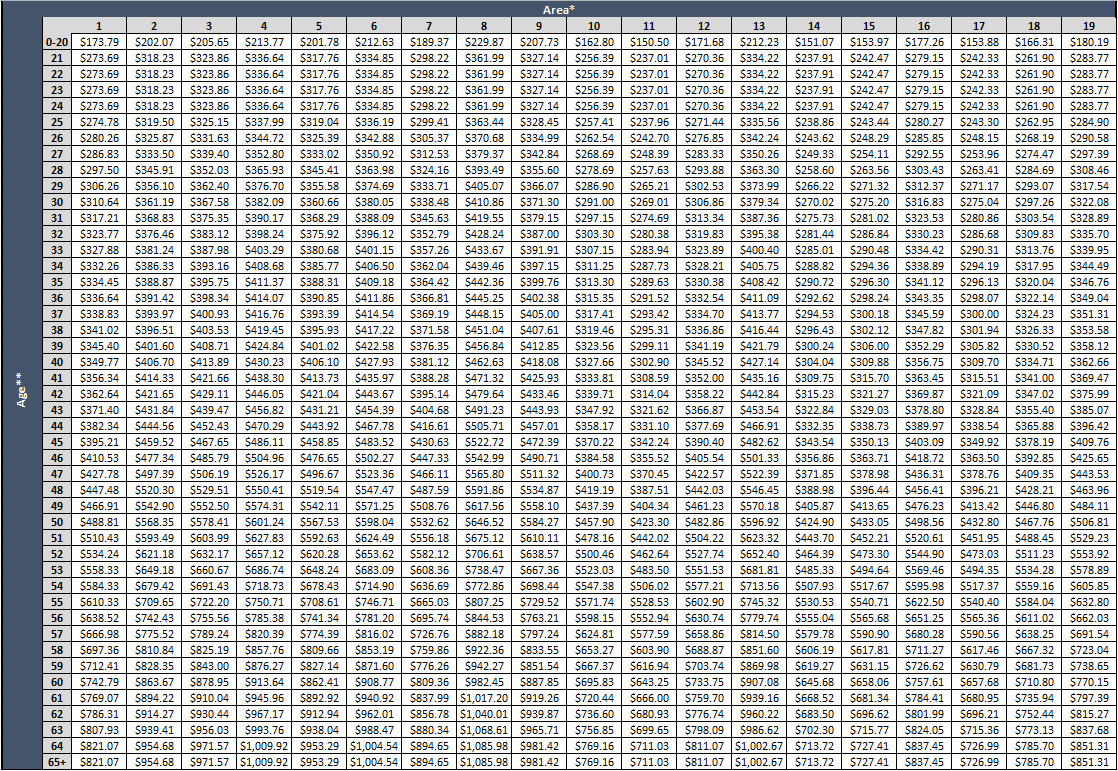 Area*
1 2 3 4 5 6 7 8 9 10 11 12 13 14 15 16 17 18 19
0-20 $173.79 $202.07 $205.65 $213.77 $201.78 $212.63 $189.37 $229.87 $207.73 $162.80 $150.50 $171.68 $212.23 $151.07 $153.97 $177.26 $153.88 $166.31 $180.19
21 $273.69 $318.23 $323.86 $336.64 $317.76 $334.85 $298.22 $361.99 $327.14 $256.39 $237.01 $270.36 $334.22 $237.91 $242.47 $279.15 $242.33 $261.90 $283.77
22 $273.69 $318.23 $323.86 $336.64 $317.76 $334.85 $298.22 $361.99 $327.14 $256.39 $237.01 $270.36 $334.22 $237.91 $242.47 $279.15 $242.33 $261.90 $283.77
23 $273.69 $318.23 $323.86 $336.64 $317.76 $334.85 $298.22 $361.99 $327.14 $256.39 $237.01 $270.36 $334.22 $237.91 $242.47 $279.15 $242.33 $261.90 $283.77
24 $273.69 $318.23 $323.86 $336.64 $317.76 $334.85 $298.22 $361.99 $327.14 $256.39 $237.01 $270.36 $334.22 $237.91 $242.47 $279.15 $242.33 $261.90 $283.77
25 $274.78 $319.50 $325.15 $337.99 $319.04 $336.19 $299.41 $363.44 $328.45 $257.41 $237.96 $271.44 $335.56 $238.86 $243.44 $280.27 $243.30 $262.95 $284.90
26 $280.26 $325.87 $331.63 $344.72 $325.39 $342.88 $305.37 $370.68 $334.99 $262.54 $242.70 $276.85 $342.24 $243.62 $248.29 $285.85 $248.15 $268.19 $290.58
27 $286.83 $333.50 $339.40 $352.80 $333.02 $350.92 $312.53 $379.37 $342.84 $268.69 $248.39 $283.33 $350.26 $249.33 $254.11 $292.55 $253.96 $274.47 $297.39
28 $297.50 $345.91 $352.03 $365.93 $345.41 $363.98 $324.16 $393.49 $355.60 $278.69 $257.63 $293.88 $363.30 $258.60 $263.56 $303.43 $263.41 $284.69 $308.46
29 $306.26 $356.10 $362.40 $376.70 $355.58 $374.69 $333.71 $405.07 $366.07 $286.90 $265.21 $302.53 $373.99 $266.22 $271.32 $312.37 $271.17 $293.07 $317.54
30 $310.64 $361.19 $367.58 $382.09 $360.66 $380.05 $338.48 $410.86 $371.30 $291.00 $269.01 $306.86 $379.34 $270.02 $275.20 $316.83 $275.04 $297.26 $322.08
31 $317.21 $368.83 $375.35 $390.17 $368.29 $388.09 $345.63 $419.55 $379.15 $297.15 $274.69 $313.34 $387.36 $275.73 $281.02 $323.53 $280.86 $303.54 $328.89
32 $323.77 $376.46 $383.12 $398.24 $375.92 $396.12 $352.79 $428.24 $387.00 $303.30 $280.38 $319.83 $395.38 $281.44 $286.84 $330.23 $286.68 $309.83 $335.70
33 $327.88 $381.24 $387.98 $403.29 $380.68 $401.15 $357.26 $433.67 $391.91 $307.15 $283.94 $323.89 $400.40 $285.01 $290.48 $334.42 $290.31 $313.76 $339.95
34 $332.26 $386.33 $393.16 $408.68 $385.77 $406.50 $362.04 $439.46 $397.15 $311.25 $287.73 $328.21 $405.75 $288.82 $294.36 $338.89 $294.19 $317.95 $344.49
35 $334.45 $388.87 $395.75 $411.37 $388.31 $409.18 $364.42 $442.36 $399.76 $313.30 $289.63 $330.38 $408.42 $290.72 $296.30 $341.12 $296.13 $320.04 $346.76
36 $336.64 $391.42 $398.34 $414.07 $390.85 $411.86 $366.81 $445.25 $402.38 $315.35 $291.52 $332.54 $411.09 $292.62 $298.24 $343.35 $298.07 $322.14 $349.04
37 $338.83 $393.97 $400.93 $416.76 $393.39 $414.54 $369.19 $448.15 $405.00 $317.41 $293.42 $334.70 $413.77 $294.53 $300.18 $345.59 $300.00 $324.23 $351.31
38 $341.02 $396.51 $403.53 $419.45 $395.93 $417.22 $371.58 $451.04 $407.61 $319.46 $295.31 $336.86 $416.44 $296.43 $302.12 $347.82 $301.94 $326.33 $353.58
39 $345.40 $401.60 $408.71 $424.84 $401.02 $422.58 $376.35 $456.84 $412.85 $323.56 $299.11 $341.19 $421.79 $300.24 $306.00 $352.29 $305.82 $330.52 $358.12
40 $349.77 $406.70 $413.89 $430.23 $406.10 $427.93 $381.12 $462.63 $418.08 $327.66 $302.90 $345.52 $427.14 $304.04 $309.88 $356.75 $309.70 $334.71 $362.66
41 $356.34 $414.33 $421.66 $438.30 $413.73 $435.97 $388.28 $471.32 $425.93 $333.81 $308.59 $352.00 $435.16 $309.75 $315.70 $363.45 $315.51 $341.00 $369.47
42 $362.64 $421.65 $429.11 $446.05 $421.04 $443.67 $395.14 $479.64 $433.46 $339.71 $314.04 $358.22 $442.84 $315.23 $321.27 $369.87 $321.09 $347.02 $375.99
43 $371.40 $431.84 $439.47 $456.82 $431.21 $454.39 $404.68 $491.23 $443.93 $347.92 $321.62 $366.87 $453.54 $322.84 $329.03 $378.80 $328.84 $355.40 $385.07
44 $382.34 $444.56 $452.43 $470.29 $443.92 $467.78 $416.61 $505.71 $457.01 $358.17 $331.10 $377.69 $466.91 $332.35 $338.73 $389.97 $338.54 $365.88 $396.42
45 $395.21 $459.52 $467.65 $486.11 $458.85 $483.52 $430.63 $522.72 $472.39 $370.22 $342.24 $390.40 $482.62 $343.54 $350.13 $403.09 $349.92 $378.19 $409.76
46 $410.53 $477.34 $485.79 $504.96 $476.65 $502.27 $447.33 $542.99 $490.71 $384.58 $355.52 $405.54 $501.33 $356.86 $363.71 $418.72 $363.50 $392.85 $425.65
47 $427.78 $497.39 $506.19 $526.17 $496.67 $523.36 $466.11 $565.80 $511.32 $400.73 $370.45 $422.57 $522.39 $371.85 $378.98 $436.31 $378.76 $409.35 $443.53
48 $447.48 $520.30 $529.51 $550.41 $519.54 $547.47 $487.59 $591.86 $534.87 $419.19 $387.51 $442.03 $546.45 $388.98 $396.44 $456.41 $396.21 $428.21 $463.96
49 $466.91 $542.90 $552.50 $574.31 $542.11 $571.25 $508.76 $617.56 $558.10 $437.39 $404.34 $461.23 $570.18 $405.87 $413.65 $476.23 $413.42 $446.80 $484.11
50 $488.81 $568.35 $578.41 $601.24 $567.53 $598.04 $532.62 $646.52 $584.27 $457.90 $423.30 $482.86 $596.92 $424.90 $433.05 $498.56 $432.80 $467.76 $506.81
51 $510.43 $593.49 $603.99 $627.83 $592.63 $624.49 $556.18 $675.12 $610.11 $478.16 $442.02 $504.22 $623.32 $443.70 $452.21 $520.61 $451.95 $488.45 $529.23
52 $534.24 $621.18 $632.17 $657.12 $620.28 $653.62 $582.12 $706.61 $638.57 $500.46 $462.64 $527.74 $652.40 $464.39 $473.30 $544.90 $473.03 $511.23 $553.92
53 $558.33 $649.18 $660.67 $686.74 $648.24 $683.09 $608.36 $738.47 $667.36 $523.03 $483.50 $551.53 $681.81 $485.33 $494.64 $569.46 $494.35 $534.28 $578.89
54 $584.33 $679.42 $691.43 $718.73 $678.43 $714.90 $636.69 $772.86 $698.44 $547.38 $506.02 $577.21 $713.56 $507.93 $517.67 $595.98 $517.37 $559.16 $605.85
55 $610.33 $709.65 $722.20 $750.71 $708.61 $746.71 $665.03 $807.25 $729.52 $571.74 $528.53 $602.90 $745.32 $530.53 $540.71 $622.50 $540.40 $584.04 $632.80
56 $638.52 $742.43 $755.56 $785.38 $741.34 $781.20 $695.74 $844.53 $763.21 $598.15 $552.94 $630.74 $779.74 $555.04 $565.68 $651.25 $565.36 $611.02 $662.03
57 $666.98 $775.52 $789.24 $820.39 $774.39 $816.02 $726.76 $882.18 $797.24 $624.81 $577.59 $658.86 $814.50 $579.78 $590.90 $680.28 $590.56 $638.25 $691.54
58 $697.36 $810.84 $825.19 $857.76 $809.66 $853.19 $759.86 $922.36 $833.55 $653.27 $603.90 $688.87 $851.60 $606.19 $617.81 $711.27 $617.46 $667.32 $723.04
59 $712.41 $828.35 $843.00 $876.27 $827.14 $871.60 $776.26 $942.27 $851.54 $667.37 $616.94 $703.74 $869.98 $619.27 $631.15 $726.62 $630.79 $681.73 $738.65
60 $742.79 $863.67 $878.95 $913.64 $862.41 $908.77 $809.36 $982.45 $887.85 $695.83 $643.25 $733.75 $907.08 $645.68 $658.06 $757.61 $657.68 $710.80 $770.15
61 $769.07 $894.22 $910.04 $945.96 $892.92 $940.92 $837.99 $1,017.20 $919.26 $720.44 $666.00 $759.70 $939.16 $668.52 $681.34 $784.41 $680.95 $735.94 $797.39
62 $786.31 $914.27 $930.44 $967.17 $912.94 $962.01 $856.78 $1,040.01 $939.87 $736.60 $680.93 $776.74 $960.22 $683.50 $696.62 $801.99 $696.21 $752.44 $815.27
63 $807.93 $939.41 $956.03 $993.76 $938.04 $988.47 $880.34 $1,068.61 $965.71 $756.85 $699.65 $798.09 $986.62 $702.30 $715.77 $824.05 $715.36 $773.13 $837.68
64 $821.07 $954.68 $971.57 $1,009.92 $953.29 $1,004.54 $894.65 $1,085.98 $981.42 $769.16 $711.03 $811.07 $1,002.67 $713.72 $727.41 $837.45 $726.99 $785.70 $851.31
65+ $821.07 $954.68 $971.57 $1,009.92 $953.29 $1,004.54 $894.65 $1,085.98 $981.42 $769.16 $711.03 $811.07 $1,002.67 $713.72 $727.41 $837.45 $726.99 $785.70 $851.31
Age**